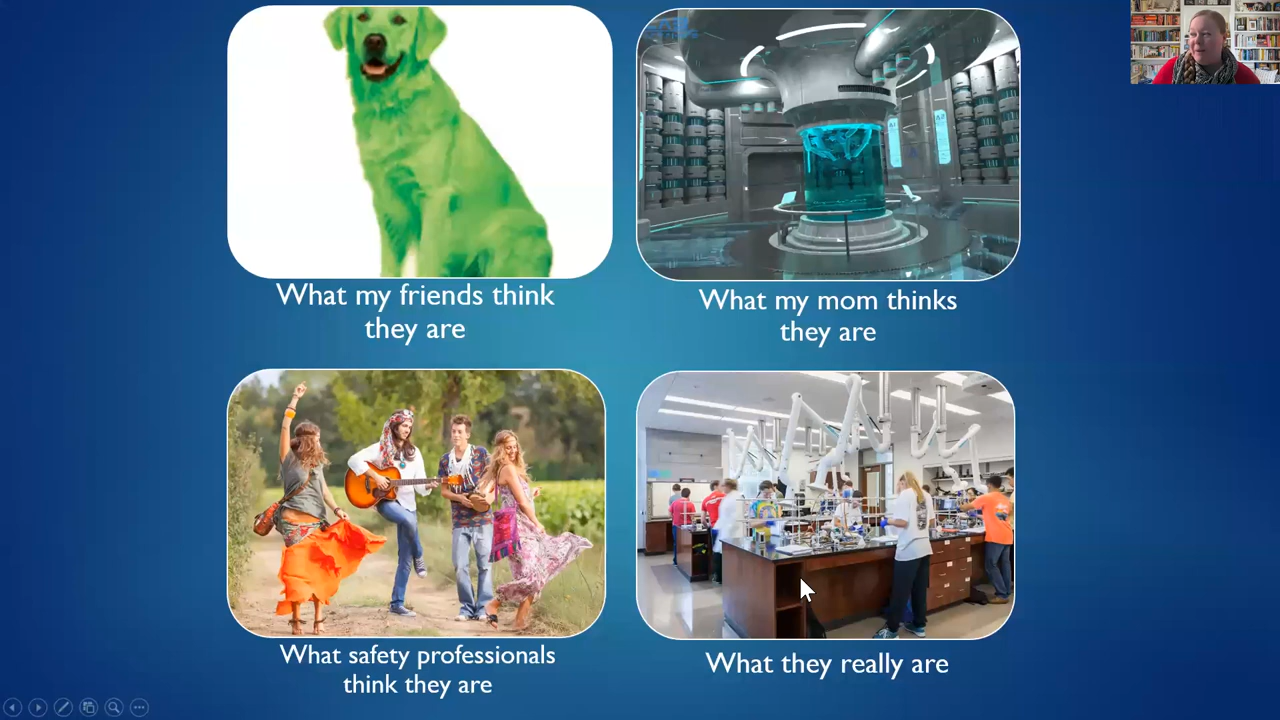 What my friends think
they are
What my mom thinks
they are
What safety professionals
think they are
What they really are